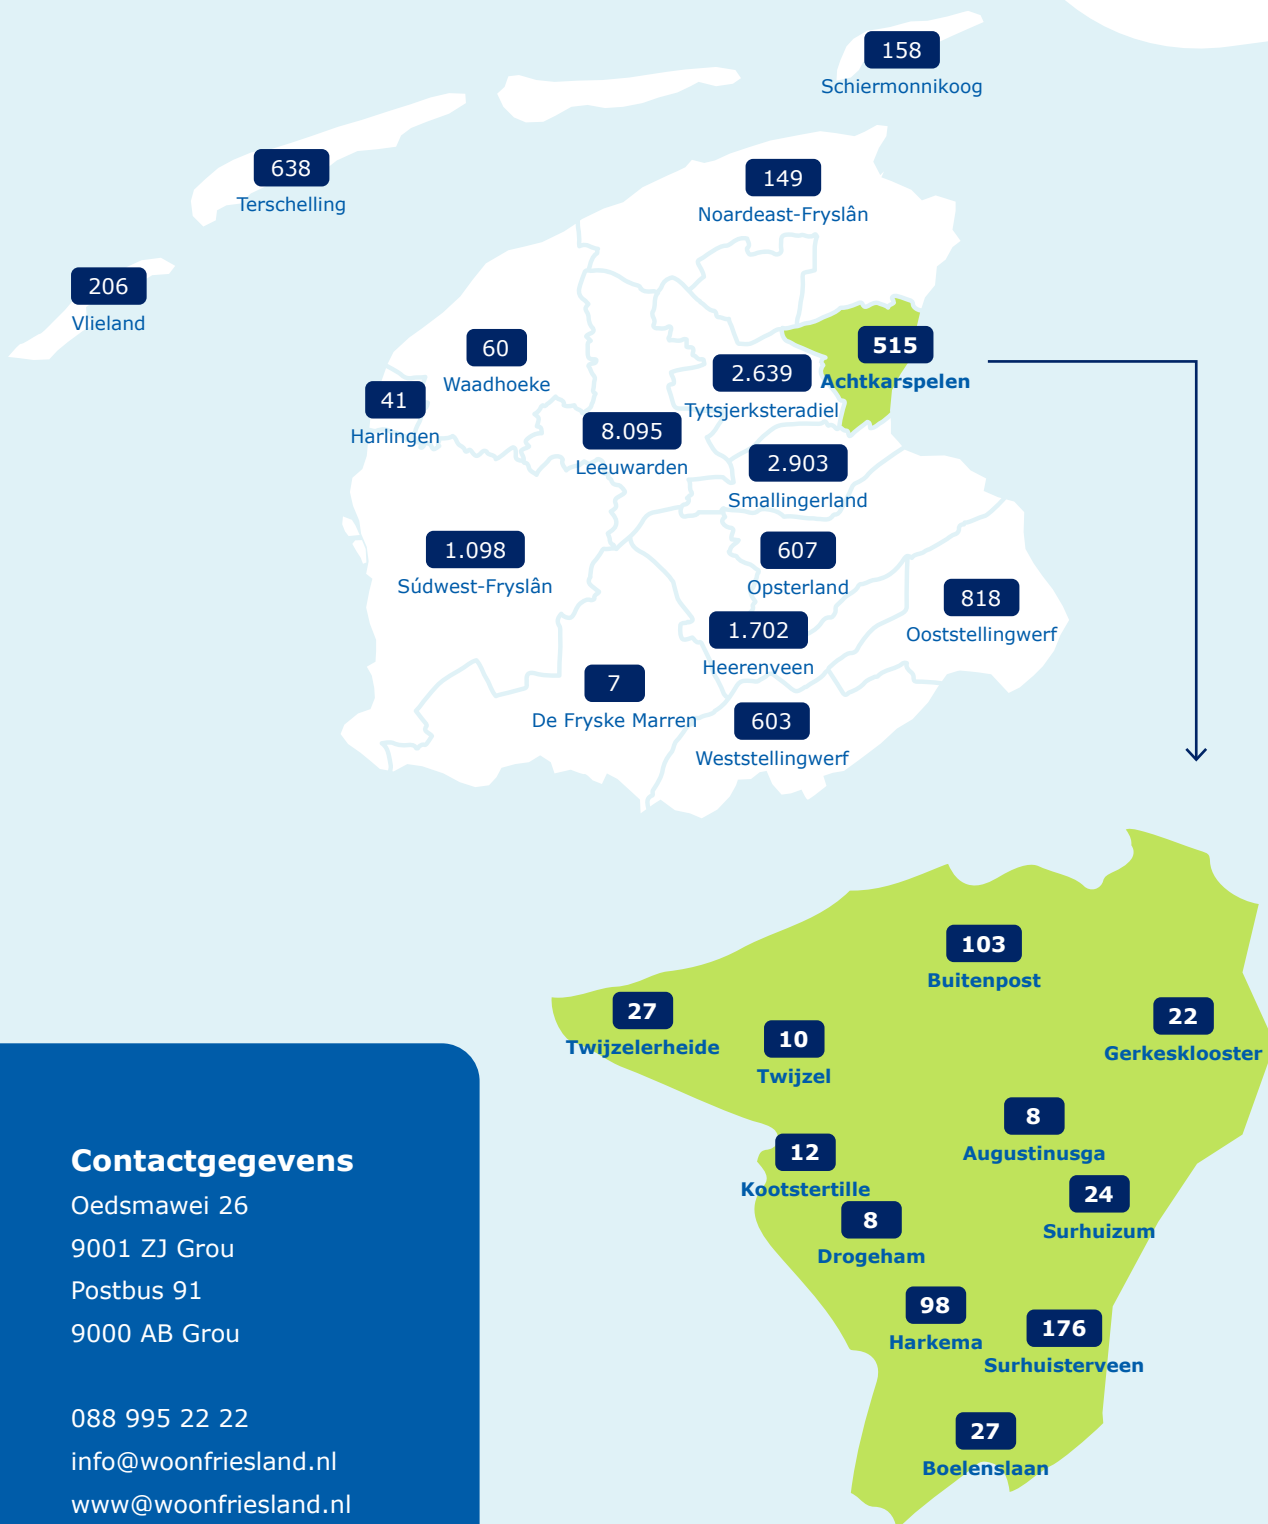 158
Schiermonnikoog
638
Terschelling
149
Noardeast-Fryslân
206
Vlieland
60
Waadhoeke
515
Achtkarspelen
2.639
Tytsjerksteradiel
41
Harlingen
8.095
Leeuwarden
2.903
Smallingerland
1.098
Súdwest-Fryslân
607
Opsterland
818
Ooststellingwerf
1.702
Heerenveen
7
De Fryske Marren
603
Weststellingwerf
103
Buitenpost
27
Twijzelerheide
22
Gerkesklooster
10
Twijzel
8
Augustinusga
12
Kootstertille
24
Surhuizum
8
Drogeham
98
Harkema
176
Surhuisterveen
27
Boelenslaan
Contactgegevens
Oedsmawei 26
9001 ZJ Grou
Postbus 91
9000 AB Grou
088 995 22 22
info@woonfriesland.nl
www@woonfriesland.nl